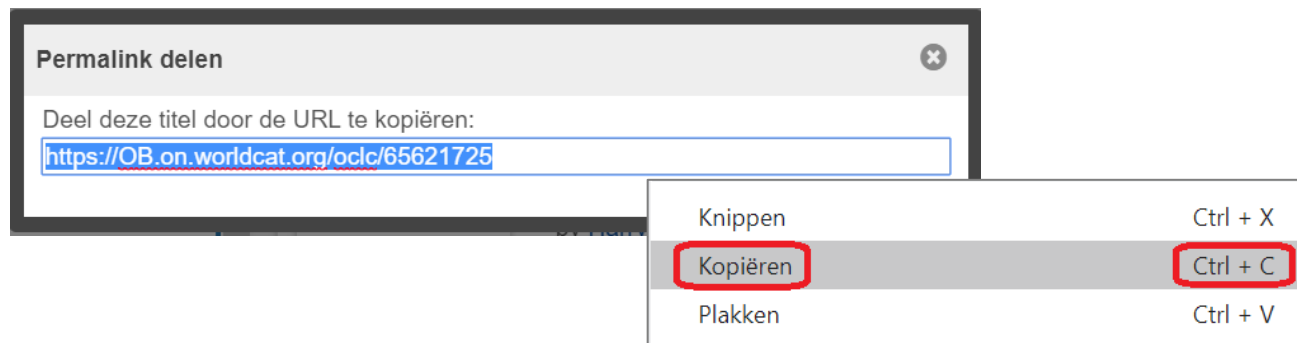 Permalink delen
Deel deze titel door de URL te kopiëren:
https://OB.on.worldcat.org/oclc/65621725
Knippen Ctrl + X
Kopiëren Ctrl + C
Plakken Ctrl + V